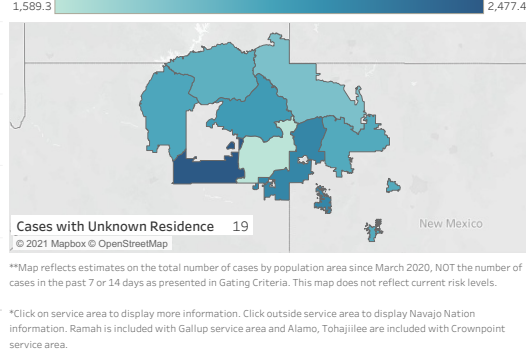 1,589.3 2,477.4
New Mexico
Cases with Unknown Residence 19
© 2021 Mapbox © OpenStreetMap
**Map reflects estimates on the total number of cases by population area since March 2020, NOT the number of
cases in the past 7 or 14 days as presented in Gating Criteria. This map does not reflect current risk levels.
*Click on service area to display more information. Click outside service area to display Navajo Nation
information. Ramah is included with Gallup service area and Alamo, Tohajiilee are included with Crownpoint
service area.